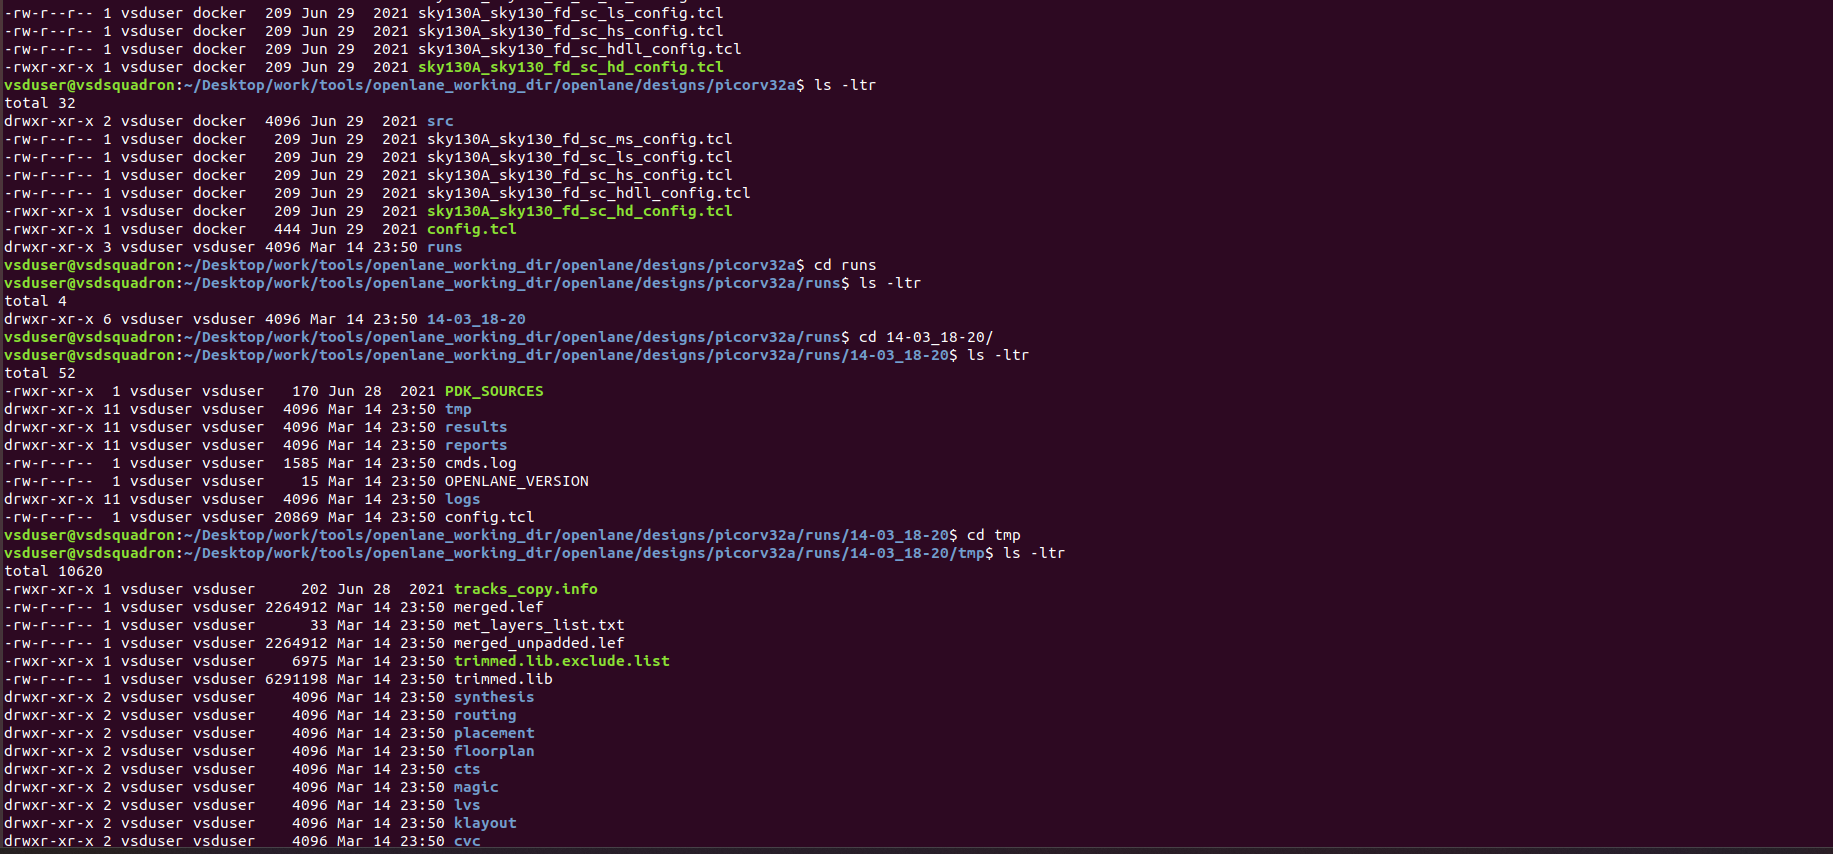 -rw-r--r-- 1 vsduser docker  209 Jun 29  2021 sky130A_sky130_fd_sc_ls_config.tcl
-rw-r--r-- 1 vsduser docker  209 Jun 29  2021 sky130A_sky130_fd_sc_hs_config.tcl
-rw-r--r-- 1 vsduser docker  209 Jun 29  2021 sky130A_sky130_fd_sc_hdll_config.tcl
-rwxr-xr-x 1 vsduser docker  209 Jun 29  2021 sky130A_sky130_fd_sc_hd_config.tcl
vsduser@vsdsquadron:~/Desktop/work/tools/openlane_working_dir/openlane/designs/picorv32a$ ls -ltr
total 32
drwxr-xr-x 2 vsduser docker  4096 Jun 29  2021 src
-rw-r--r-- 1 vsduser docker   209 Jun 29  2021 sky130A_sky130_fd_sc_ms_config.tcl
-rw-r--r-- 1 vsduser docker   209 Jun 29  2021 sky130A_sky130_fd_sc_ls_config.tcl
-rw-r--r-- 1 vsduser docker   209 Jun 29  2021 sky130A_sky130_fd_sc_hs_config.tcl
-rw-r--r-- 1 vsduser docker   209 Jun 29  2021 sky130A_sky130_fd_sc_hdll_config.tcl
-rwxr-xr-x 1 vsduser docker   209 Jun 29  2021 sky130A_sky130_fd_sc_hd_config.tcl
-rwxr-xr-x 1 vsduser docker   444 Jun 29  2021 config.tcl
drwxr-xr-x 3 vsduser vsduser 4096 Mar 14 23:50 runs
vsduser@vsdsquadron:~/Desktop/work/tools/openlane_working_dir/openlane/designs/picorv32a$ cd runs
vsduser@vsdsquadron:~/Desktop/work/tools/openlane_working_dir/openlane/designs/picorv32a/runs$ ls -ltr
total 4
drwxr-xr-x 6 vsduser vsduser 4096 Mar 14 23:50 14-03_18-20
vsduser@vsdsquadron:~/Desktop/work/tools/openlane_working_dir/openlane/designs/picorv32a/runs$ cd 14-03_18-20/
vsduser@vsdsquadron:~/Desktop/work/tools/openlane_working_dir/openlane/designs/picorv32a/runs/14-03_18-20$ ls -ltr
total 52
-rwxr-xr-x  1 vsduser vsduser   170 Jun 28  2021 PDK_SOURCES
drwxr-xr-x 11 vsduser vsduser  4096 Mar 14 23:50 tmp
drwxr-xr-x 11 vsduser vsduser  4096 Mar 14 23:50 results
drwxr-xr-x 11 vsduser vsduser  4096 Mar 14 23:50 reports
-rw-r--r--  1 vsduser vsduser  1585 Mar 14 23:50 cmds.log
-rw-r--r--  1 vsduser vsduser    15 Mar 14 23:50 OPENLANE_VERSION
drwxr-xr-x 11 vsduser vsduser  4096 Mar 14 23:50 logs
-rw-r--r--  1 vsduser vsduser 20869 Mar 14 23:50 config.tcl
vsduser@vsdsquadron:~/Desktop/work/tools/openlane_working_dir/openlane/designs/picorv32a/runs/14-03_18-20$ cd tmp
vsduser@vsdsquadron:~/Desktop/work/tools/openlane_working_dir/openlane/designs/picorv32a/runs/14-03_18-20/tmp$ ls -ltr
total 10620
-rwxr-xr-x 1 vsduser vsduser     202 Jun 28  2021 tracks_copy.info
-rw-r--r-- 1 vsduser vsduser 2264912 Mar 14 23:50 merged.lef
-rw-r--r-- 1 vsduser vsduser      33 Mar 14 23:50 met_layers_list.txt
-rw-r--r-- 1 vsduser vsduser 2264912 Mar 14 23:50 merged_unpadded.lef
-rwxr-xr-x 1 vsduser vsduser    6975 Mar 14 23:50 trimmed.lib.exclude.list
-rw-r--r-- 1 vsduser vsduser 6291198 Mar 14 23:50 trimmed.lib
drwxr-xr-x 2 vsduser vsduser    4096 Mar 14 23:50 synthesis
drwxr-xr-x 2 vsduser vsduser    4096 Mar 14 23:50 routing
drwxr-xr-x 2 vsduser vsduser    4096 Mar 14 23:50 placement
drwxr-xr-x 2 vsduser vsduser    4096 Mar 14 23:50 floorplan
drwxr-xr-x 2 vsduser vsduser    4096 Mar 14 23:50 cts
drwxr-xr-x 2 vsduser vsduser    4096 Mar 14 23:50 magic
drwxr-xr-x 2 vsduser vsduser    4096 Mar 14 23:50 lvs
drwxr-xr-x 2 vsduser vsduser    4096 Mar 14 23:50 klayout
drwxr-xr-x 2 vsduser vsduser    4096 Mar 14 23:50 cvc